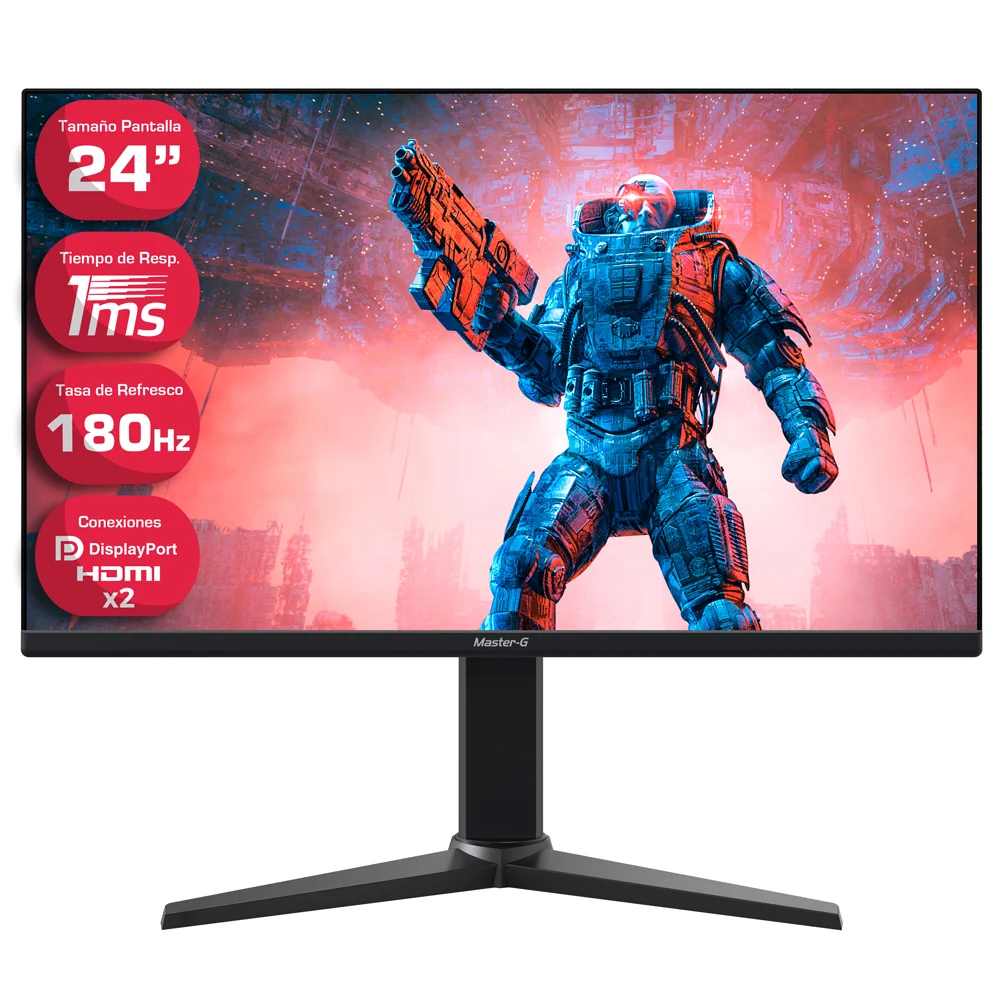 Tamaño Pantalla
24”
Tiempo de Resp.
1ms
Tasa de Refresco
180Hz
Conexiones
DisplayPort
HDMI
x2
Master-G